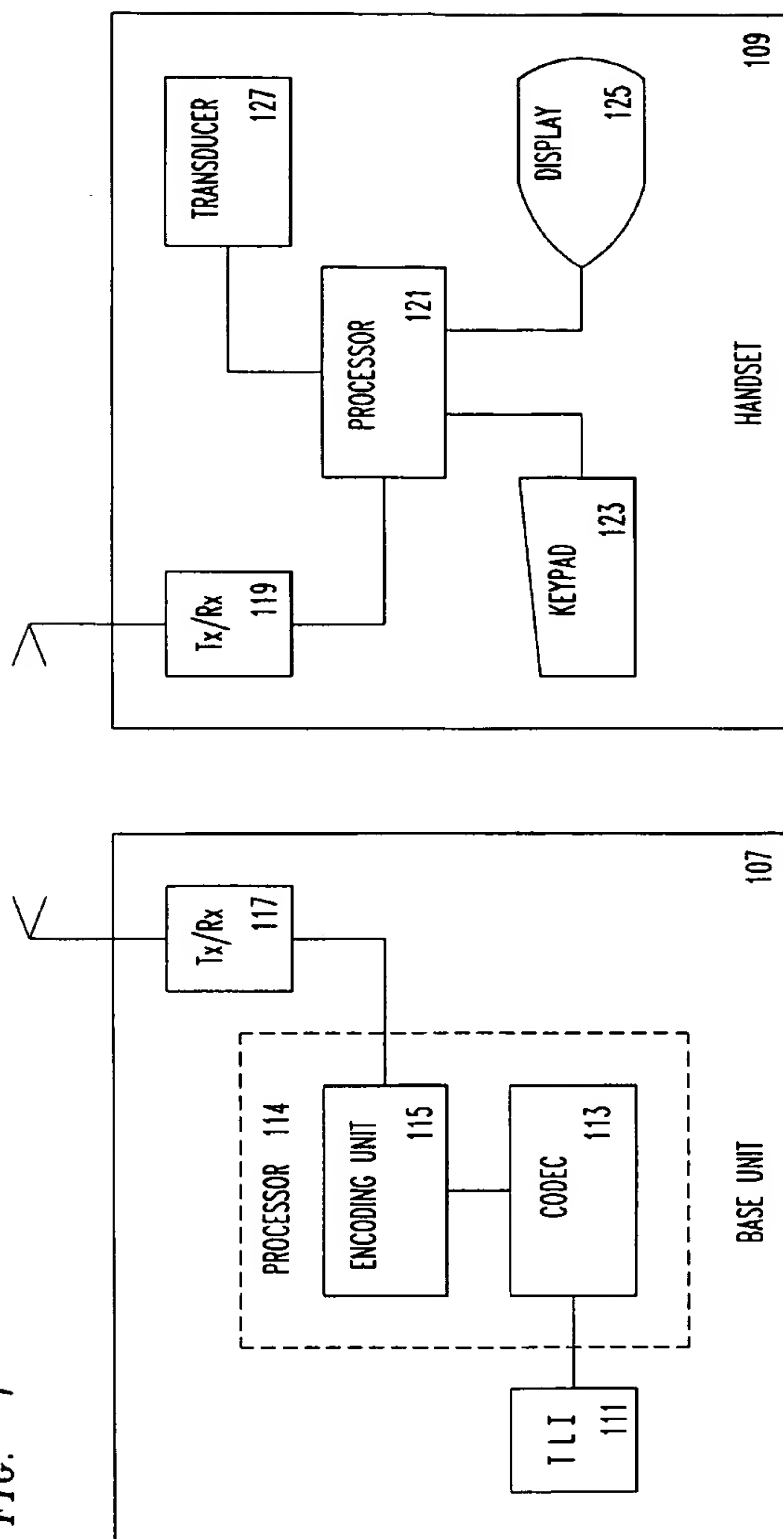 FIG.
TLI
111
PROCESSOR 114
ENCODING UNIT
115
CODEC
113
Tx/Rx
117
BASE UNIT
107
Tx/Rx
119
TRANSDUCER
127
PROCESSOR
121
KEYPAD
123
DISPLAY
125
HANDSET
109